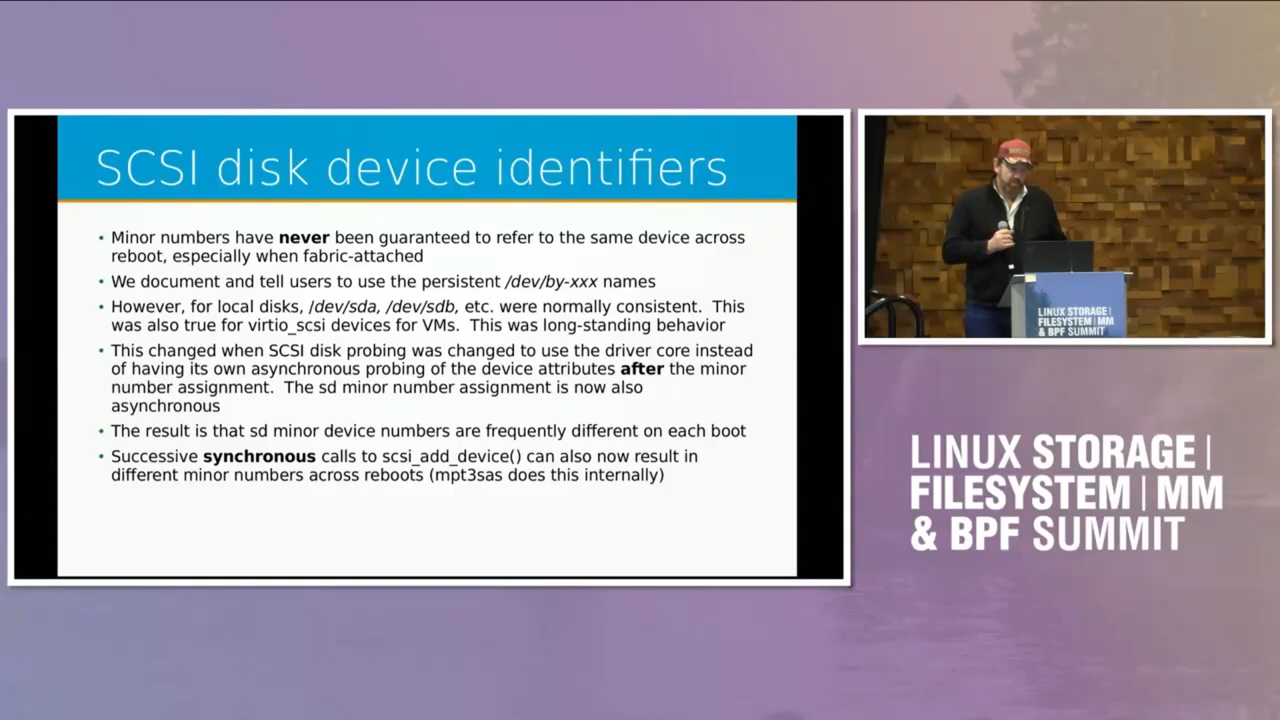 SCSI disk device identifiers
• Minor numbers have never been guaranteed to refer to the same device across
reboot, especially when fabric-attached
• We document and tell users to use the persistent /dev/by-xxx names
• However, for local disks, /dev/sda, /dev/sdb, etc. were normally consistent. This
was also true for virtio_scsi devices for VMs. This was long-standing behavior
• This changed when SCSI disk probing was changed to use the driver core instead
of having its own asynchronous probing of the device attributes after the minor
number assignment. The sd minor number assignment is now also
asynchronous
• The result is that sd minor device numbers are frequently different on each boot
• Successive synchronous calls to scsi_add_device() can also now result in
different minor numbers across reboots (mpt3sas does this internally)
LINUX STORAGE |
FILESYSTEM | MM
& BPF SUMMIT
LINUX STORAGE |
FILESYSTEM | MM
& BPF SUMMIT